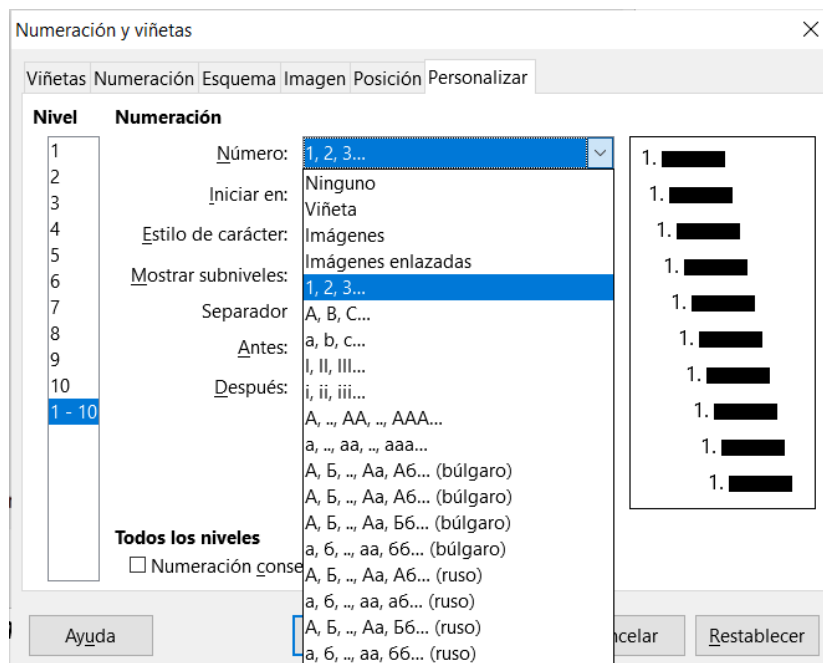 Numeración y viñetas
Viñetas Numeración Esquema Imagen Posición Personalizar
Nivel
1
2
3
4
5
6
7
8
9
10
1 - 10
Numeración
Número: 1, 2, 3...
Iniciar en:
Estilo de carácter:
Mostrar subniveles:
Separador
Antes:
Después:
Ninguno
Viñeta
Imágenes
Imágenes enlazadas
1, 2, 3...
A, B, C...
a, b, c...
I, II, III...
i, ii, iii...
A, .., AA, .., AAA...
a, .., aa, .., aaa...
А, Б, .., Аа, Аб... (búlgaro)
А, Б, .., Аа, Аб... (búlgaro)
А, Б, .., Аа, Бб... (búlgaro)
а, б, .., аа, бб... (búlgaro)
А, Б, .., Аа, Аб... (ruso)
а, б, .., аа, аб... (ruso)
А, Б, .., Аа, Бб... (ruso)
а, б, .., аа, бб... (ruso)
1.
1.
1.
1.
1.
1.
1.
1.
1.
1.
Todos los niveles
Numeración conse
Ayuda
ncelar
Restablecer